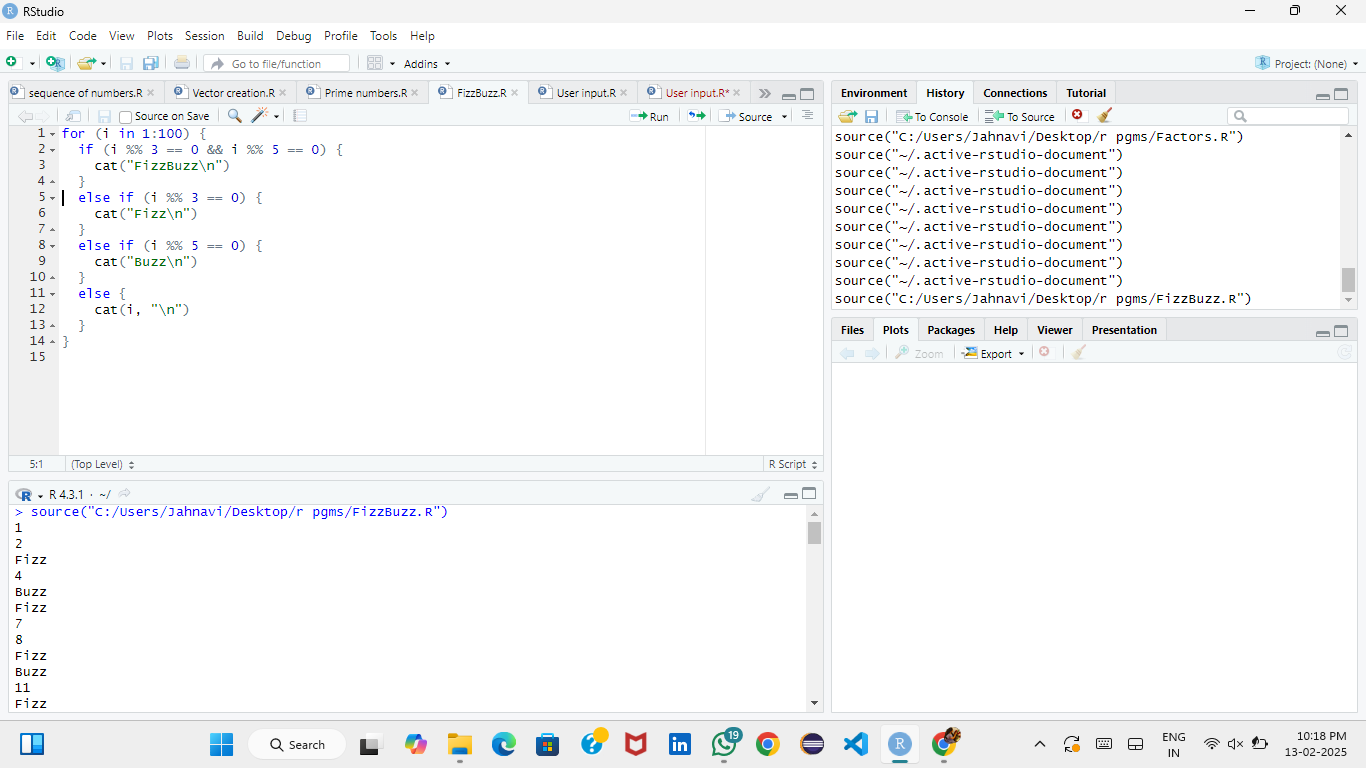 RStudio
File Edit Code View Plots Session Build Debug Profile Tools Help
Go to file/function Addins Project: (None)
sequence of numbers.R Vector creation.R Prime numbers.R FizzBuzz.R User input.R User input.R*
Source on Save Run Source
1 for (i in 1:100) {
2 if (i %% 3 == 0 && i %% 5 == 0) {
3 cat("FizzBuzz\n")
4 }
5 else if (i %% 3 == 0) {
6 cat("Fizz\n")
7 }
8 else if (i %% 5 == 0) {
9 cat("Buzz\n")
10 }
11 else {
12 cat(i, "\n")
13 }
14 }
15
5:1 (Top Level) R Script
R 4.3.1 · ~/
> source("C:/Users/Jahnavi/Desktop/r pgms/FizzBuzz.R")
1
2
Fizz
4
Buzz
Fizz
7
8
Fizz
Buzz
11
Fizz
Environment History Connections Tutorial
To Console To Source
source("C:/Users/Jahnavi/Desktop/r pgms/Factors.R")
source("~/.active-rstudio-document")
source("~/.active-rstudio-document")
source("~/.active-rstudio-document")
source("~/.active-rstudio-document")
source("~/.active-rstudio-document")
source("~/.active-rstudio-document")
source("~/.active-rstudio-document")
source("~/.active-rstudio-document")
source("C:/Users/Jahnavi/Desktop/r pgms/FizzBuzz.R")
Files Plots Packages Help Viewer Presentation
Zoom Export
Search 19 ENG 10:18 PM
IN 13-02-2025